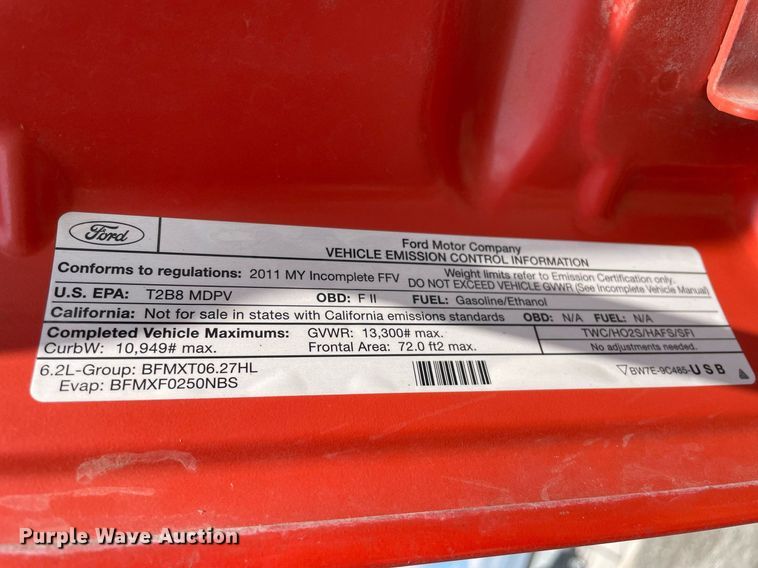 Ford
Ford Motor Company
VEHICLE EMISSION CONTROL INFORMATION
Conforms to regulations: 2011 MY Incomplete FFV
Weight limits refer to Emission Certification only.
DO NOT EXCEED VEHICLE GVWR (See Incomplete Vehicle Manual)
U.S. EPA: T2B8 MDPV OBD: F II FUEL: Gasoline/Ethanol
California: Not for sale in states with California emissions standards OBD: N/A FUEL: N/A
Completed Vehicle Maximums: GVWR: 13,300# max. TWC/HO2S/HAFS/SFI
CurbW: 10,949# max. Frontal Area: 72.0 ft2 max. No adjustments needed.
6.2L-Group: BFMXT06.27HL
Evap: BFMXF0250NBS
BW7E-9C485-USB
Purple Wave Auction